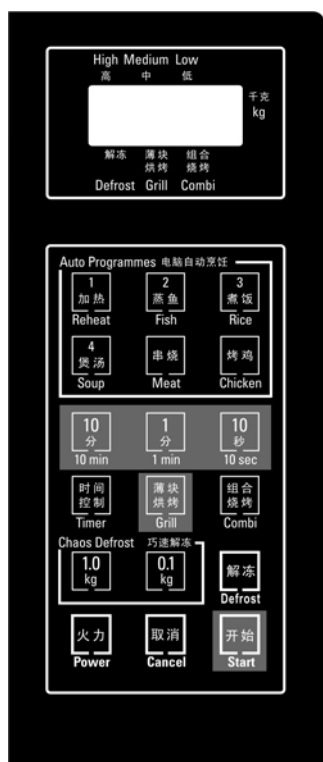 High Medium Low
高 中 低
千克
kg
解冻 薄块 组合
烘烤 烧烤
Defrost Grill Combi
Auto Programmes 电脑自动烹饪
1 2 3
加热 蒸鱼 煮饭
Reheat Fish Rice
4
煲汤 串烧 烤鸡
Soup Meat Chicken
10 1 10
分 分 秒
10 min 1 min 10 sec
时间 薄块 组合
控制 烘烤 烧烤
Timer Grill Combi
Chaos Defrost 巧速解冻
1.0 0.1
kg kg
解冻
Defrost
火力 取消 开始
Power Cancel Start